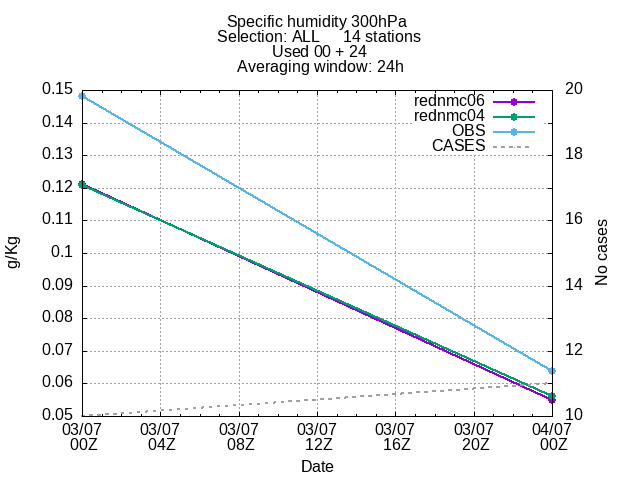 Specific humidity 300hPa
Selection: ALL 14 stations
Used 00 + 24
Averaging window: 24h
rednmc06
rednmc04
OBS
CASES
g/Kg
0.15
0.14
0.13
0.12
0.11
0.1
0.09
0.08
0.07
0.06
0.05
20
18
16
14
12
10
No cases
03/07 03/07 03/07 03/07 03/07 03/07 04/07
00Z 04Z 08Z 12Z 16Z 20Z 00Z
Date